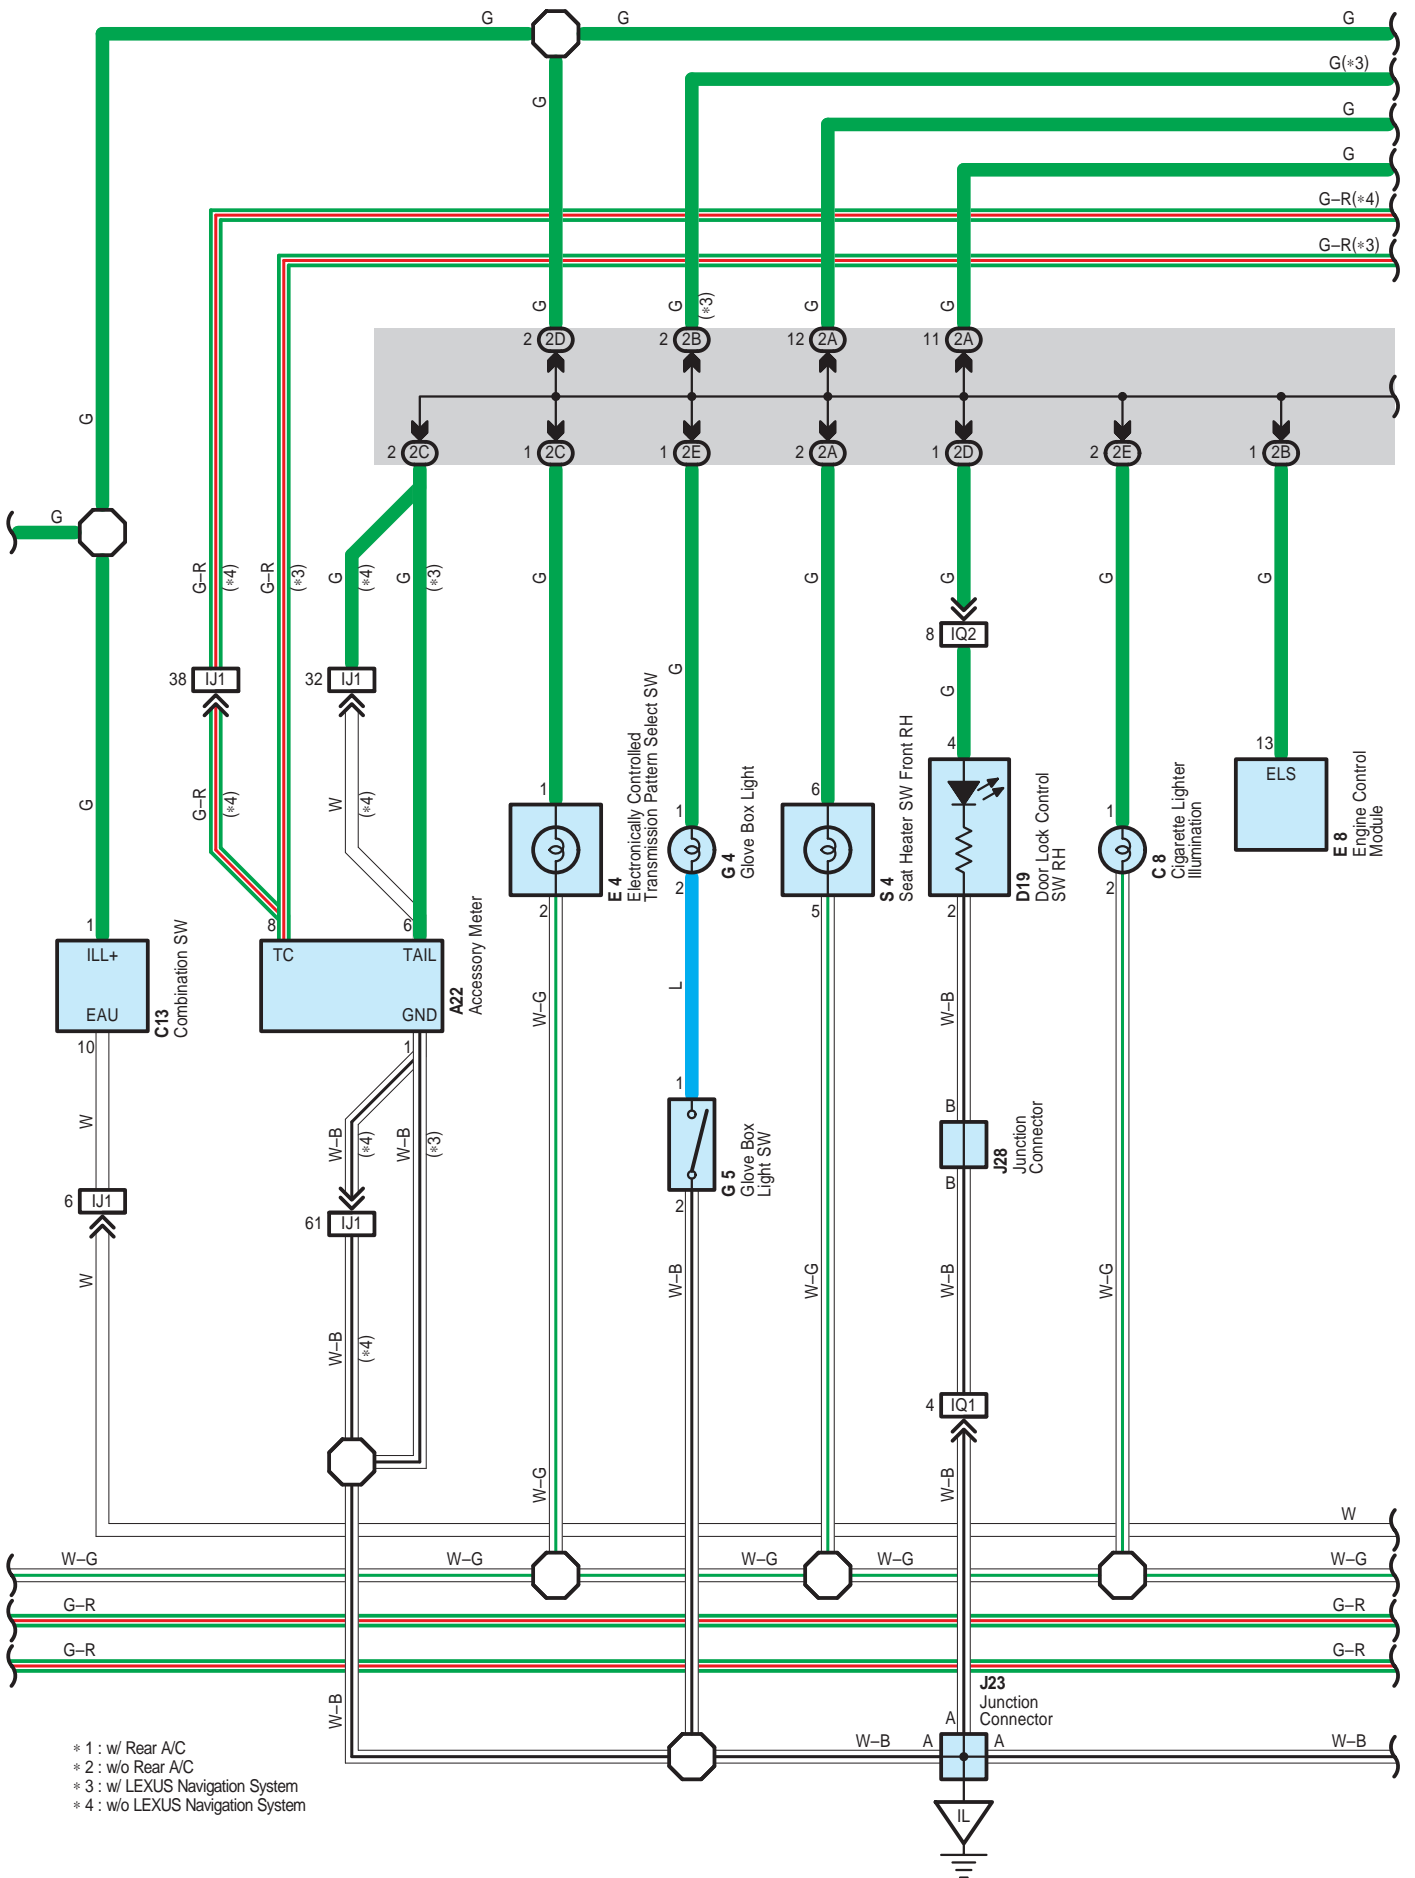 G G G
G(*3)
G
G
G
G–R(*4)
G–R(*3)
G G
(*3) G G
2 2D 2 2B 12 2A 11 2A
G
2 2C 1 2C 1 2E 2 2A 1 2D 2 2E 1 2B
G
G–R
(*4)
G–R
(*3)
G
(*4)
G
(*3)
G
G
G
G
G
8 IQ2
G
G
38 IJ1
32 IJ1
G
G–R
(*4)
W
(*4)
1
E 4
Electronically Controlled
Transmission Pattern Select SW
2
1
G 4
Glove Box Light
2
6
S 4
Seat Heater SW Front RH
5
4
D19
Door Lock Control
SW RH
2
1
C 8
Cigarette Lighter
Illumination
2
13
ELS
E 8
Engine Control
Module
1
ILL+
EAU
10
C13
Combination SW
8 6
TC TAIL
GND
1
A22
Accessory Meter
W–G
L
W–B
W
W–B
(*4)
W–B
(*3)
1
G 5
Glove Box
Light SW
2
B
J28
Junction
Connector
B
6 IJ1
61 IJ1
W
W–B
(*4)
W–B
W–G
W–B
W–G
4 IQ1
W–G
W–B
W
W–G W–G W–G W–G W–G
G–R G–R
G–R G–R
W–B
J23
Junction
Connector
A
W–B A A W–B
IL
* 1 : w/ Rear A/C
* 2 : w/o Rear A/C
* 3 : w/ LEXUS Navigation System
* 4 : w/o LEXUS Navigation System